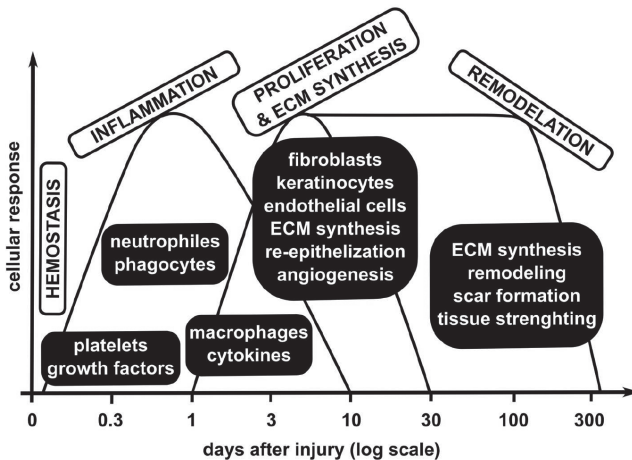 HEMOSTASIS
INFLAMMATION
PROLIFERATION
& ECM SYNTHESIS
REMODELATION
cellular response
platelets
growth factors
neutrophiles
phagocytes
macrophages
cytokines
fibroblasts
keratinocytes
endothelial cells
ECM synthesis
re-epithelization
angiogenesis
ECM synthesis
remodeling
scar formation
tissue strenghting
0 0.3 1 3 10 30 100 300
days after injury (log scale)